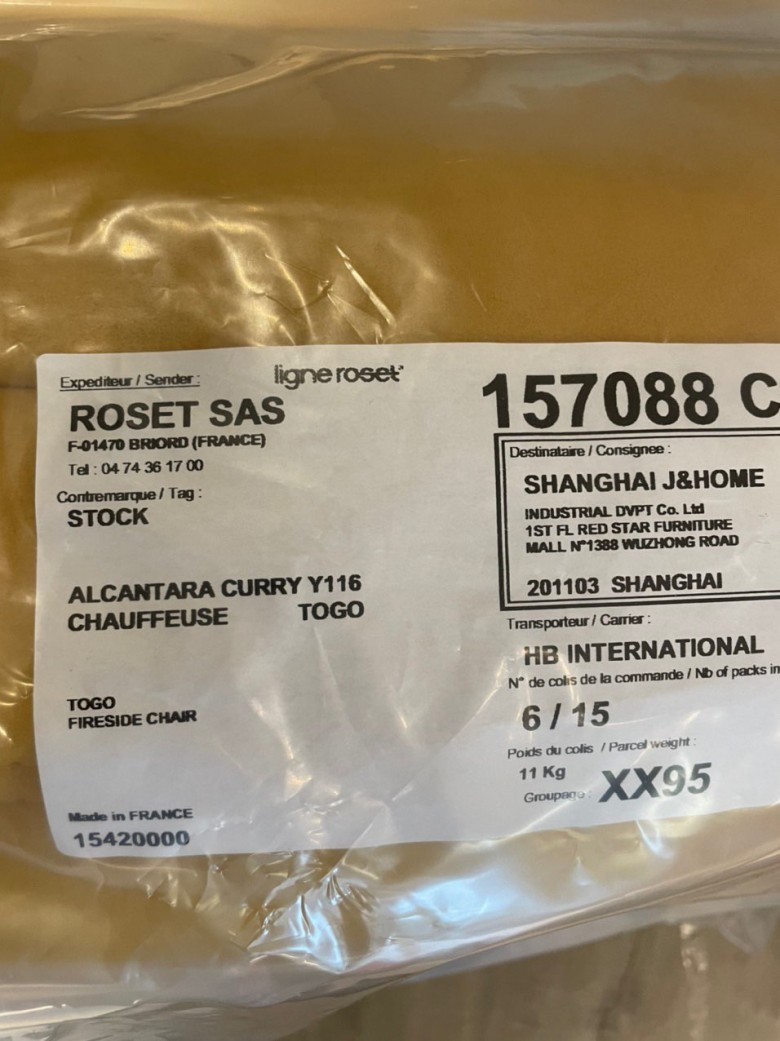 Expediteur / Sender :
ligne roset
ROSET SAS
F-01470 BRIORD (FRANCE)
Tel : 04 74 36 17 00
Contremarque / Tag :
STOCK
ALCANTARA CURRY Y116
CHAUFFEUSE TOGO
TOGO
FIRESIDE CHAIR
Made in FRANCE
15420000
157088 C
Destinataire / Consignee :
SHANGHAI J&HOME
INDUSTRIAL DVPT Co. Ltd
1ST FL RED STAR FURNITURE
MALL N°1388 WUZHONG ROAD
201103 SHANGHAI
Transporteur / Carrier :
HB INTERNATIONAL
N° de colis de la commande / Nb of packs in
6 / 15
Poids du colis / Parcel weight :
11 Kg
Groupage : XX95